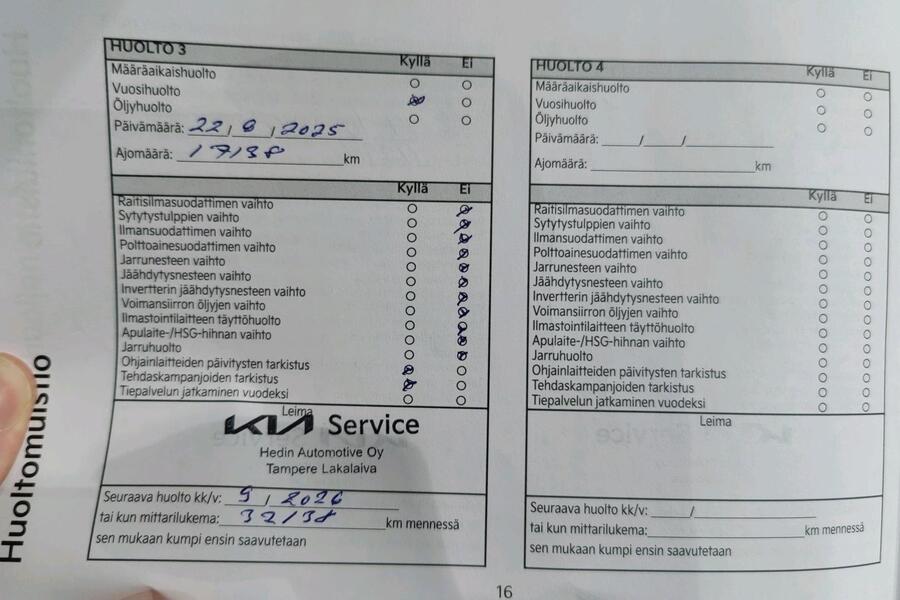 Huoltomuistio
HUOLTO 3
Kyllä Ei
Määräaikaishuolto
Vuosihuolto
Öljyhuolto
Päivämäärä: 22 / 8 / 2025
Ajomäärä: 17138 km
Kyllä Ei
Raitisilmasuodattimen vaihto
Sytytystulppien vaihto
Ilmansuodattimen vaihto
Polttoainesuodattimen vaihto
Jarrunesteen vaihto
Jäähdytysnesteen vaihto
Invertterin jäähdytysnesteen vaihto
Voimansiirron öljyjen vaihto
Ilmastointilaitteen täyttöhuolto
Apulaite-/HSG-hihnan vaihto
Jarruhuolto
Ohjainlaitteiden päivitysten tarkistus
Tehdaskampanjoiden tarkistus
Tiepalvelun jatkaminen vuodeksi
Leima
KIA Service
Hedin Automotive Oy
Tampere Lakalaiva
Seuraava huolto kk/v: 9 / 2026
tai kun mittarilukema: 32138 km mennessä
sen mukaan kumpi ensin saavutetaan
HUOLTO 4
Kyllä Ei
Määräaikaishuolto
Vuosihuolto
Öljyhuolto
Päivämäärä: / /
Ajomäärä: km
Kyllä Ei
Raitisilmasuodattimen vaihto
Sytytystulppien vaihto
Ilmansuodattimen vaihto
Polttoainesuodattimen vaihto
Jarrunesteen vaihto
Jäähdytysnesteen vaihto
Invertterin jäähdytysnesteen vaihto
Voimansiirron öljyjen vaihto
Ilmastointilaitteen täyttöhuolto
Apulaite-/HSG-hihnan vaihto
Jarruhuolto
Ohjainlaitteiden päivitysten tarkistus
Tehdaskampanjoiden tarkistus
Tiepalvelun jatkaminen vuodeksi
Leima
Seuraava huolto kk/v: /
tai kun mittarilukema: km mennessä
sen mukaan kumpi ensin saavutetaan
16